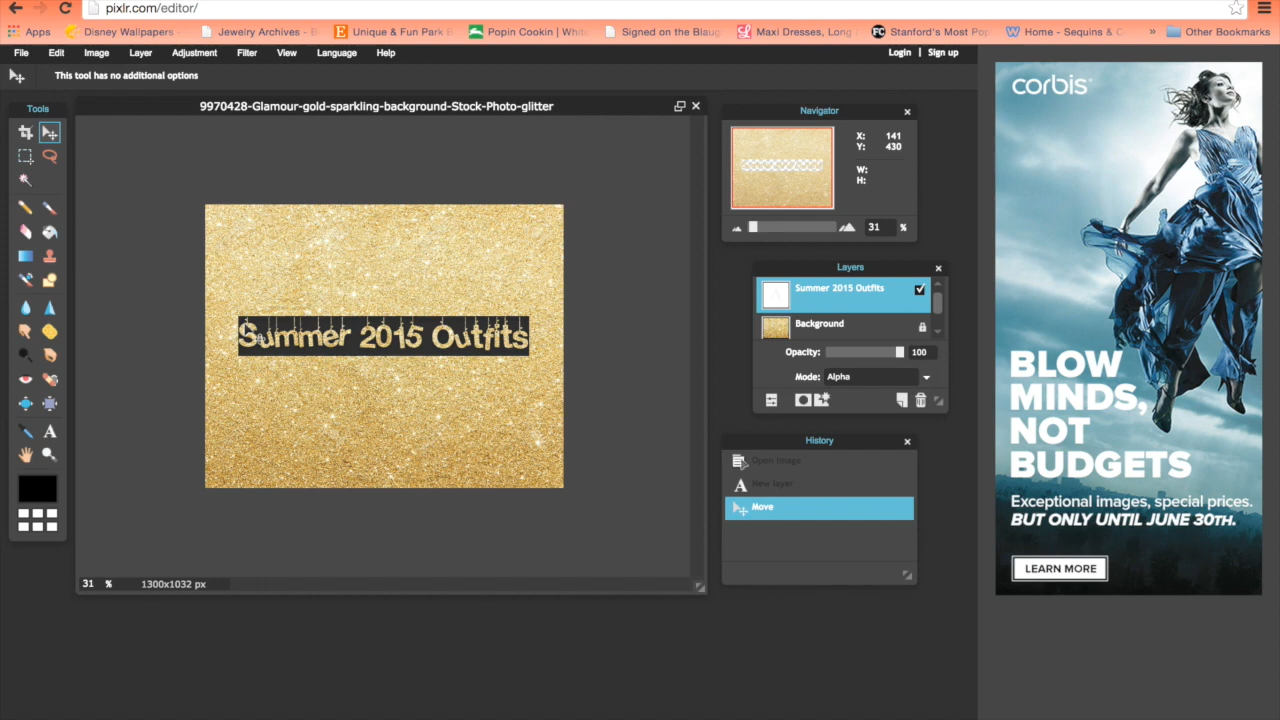 pixlr.com/editor/
Apps
Disney Wallpapers -
Jewelry Archives - B
Unique & Fun Park B
Popin Cookin | White
Signed on the Blaug
Maxi Dresses, Long
Stanford's Most Pop
Home - Sequins & C
» Other Bookmarks
File Edit Image Layer Adjustment Filter View Language Help
Login | Sign up
This tool has no additional options
Tools
9970428-Glamour-gold-sparkling-background-Stock-Photo-glitter
Summer 2015 Outfits
31 % 1300x1032 px
Navigator
X: 141
Y: 430
W:
H:
31 %
Layers
Summer 2015 Outfits
Background
Opacity: 100
Mode: Alpha
History
Open image
New layer
Move
corbis
BLOW
MINDS,
NOT
BUDGETS
Exceptional images, special prices.
BUT ONLY UNTIL JUNE 30TH.
LEARN MORE